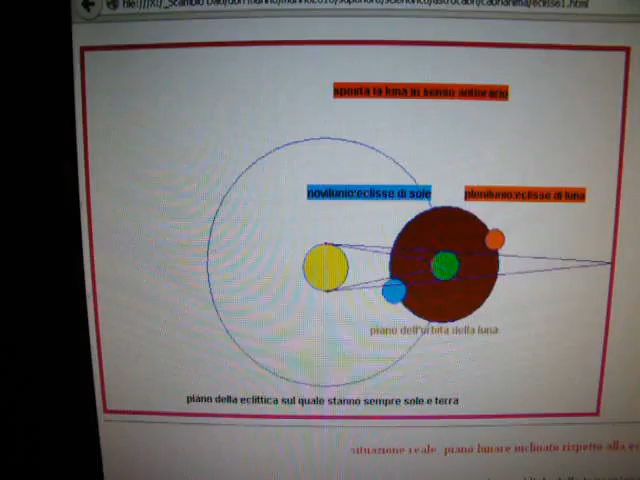 sposta la luna in senso antiorario
novilunio:eclisse di sole
plenilunio:eclisse di luna
piano dell'orbita della luna
piano della eclittica sul quale stanno sempre sole e terra
situazione reale piano lunare inclinato rispetto alla